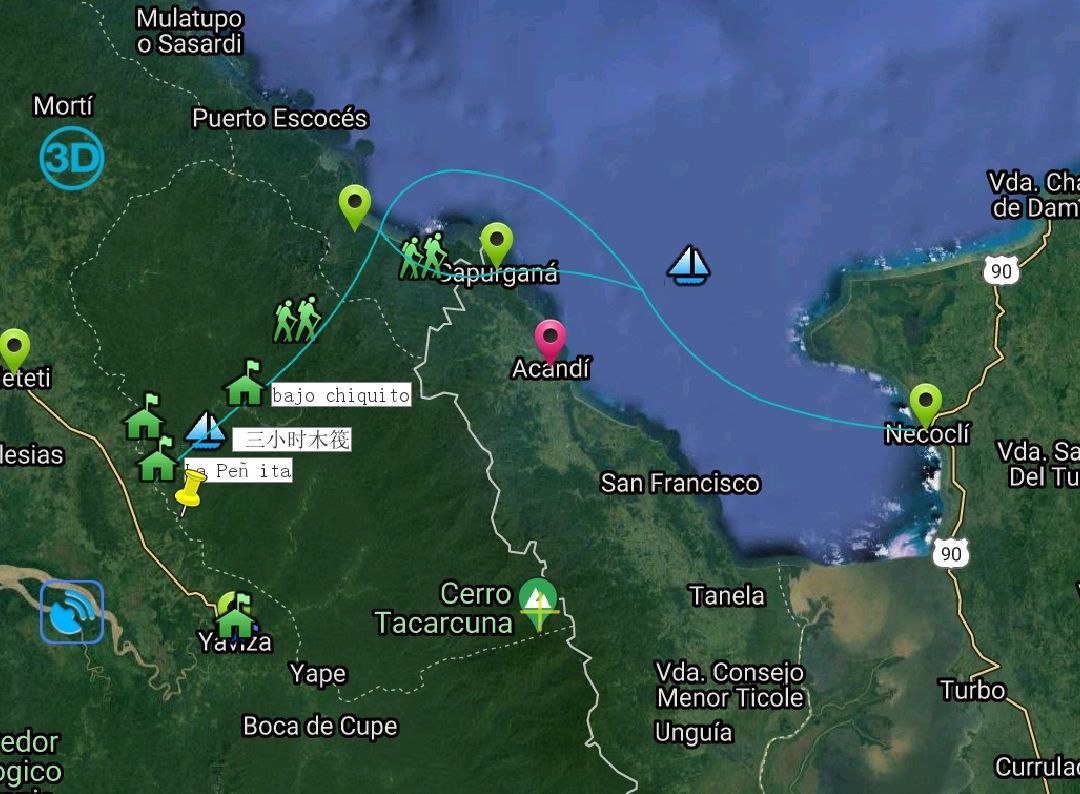 Mulatupo
o Sasardi
Mortí
3D
Puerto Escocés
Vda. Cha
de Dam
90
Sapurganá
Acandí
eteti
bajo chiquito
三小时木筏
La Peñ ita
lesias
Necoclí
Vda. Sa
Del Tu
San Francisco
90
Cerro
Tacarcuna
Tanela
Yaviza
Yape
Vda. Consejo
Menor Ticole
Turbo
Boca de Cupe
Unguía
edor
ogico
Currulao